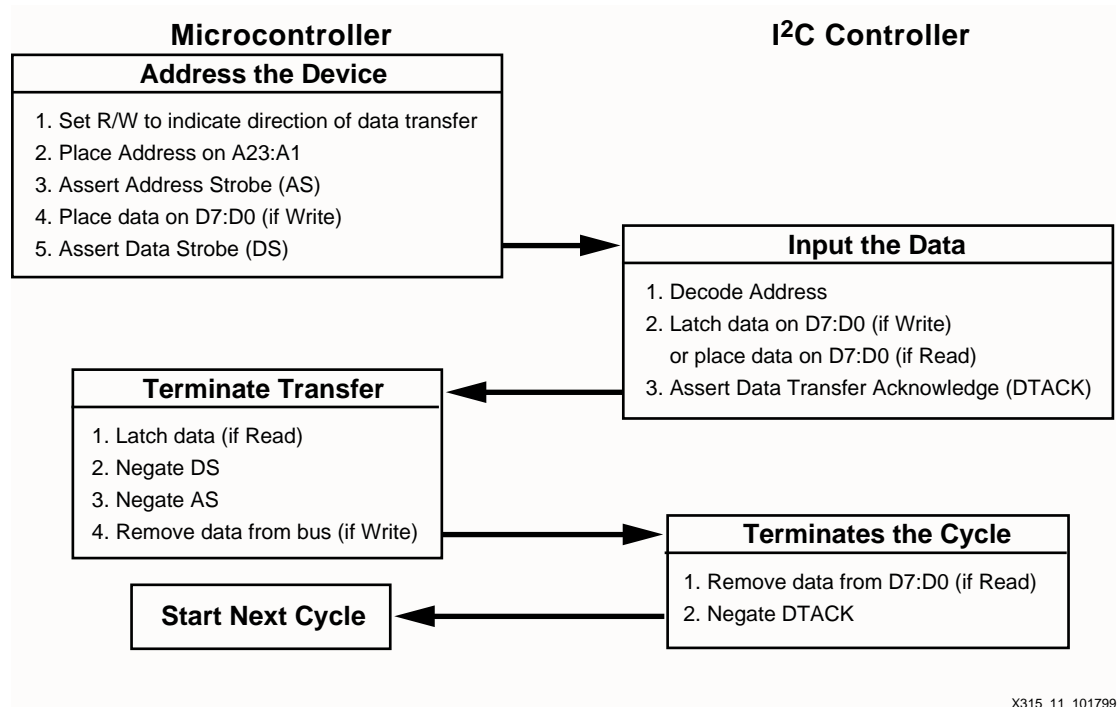 Microcontroller
I2C Controller
Address the Device
1. Set R/W to indicate direction of data transfer
2. Place Address on A23:A1
3. Assert Address Strobe (AS)
4. Place data on D7:D0 (if Write)
5. Assert Data Strobe (DS)
Input the Data
1. Decode Address
2. Latch data on D7:D0 (if Write)
or place data on D7:D0 (if Read)
3. Assert Data Transfer Acknowledge (DTACK)
Terminate Transfer
1. Latch data (if Read)
2. Negate DS
3. Negate AS
4. Remove data from bus (if Write)
Terminates the Cycle
1. Remove data from D7:D0 (if Read)
2. Negate DTACK
Start Next Cycle
X315_11_101799